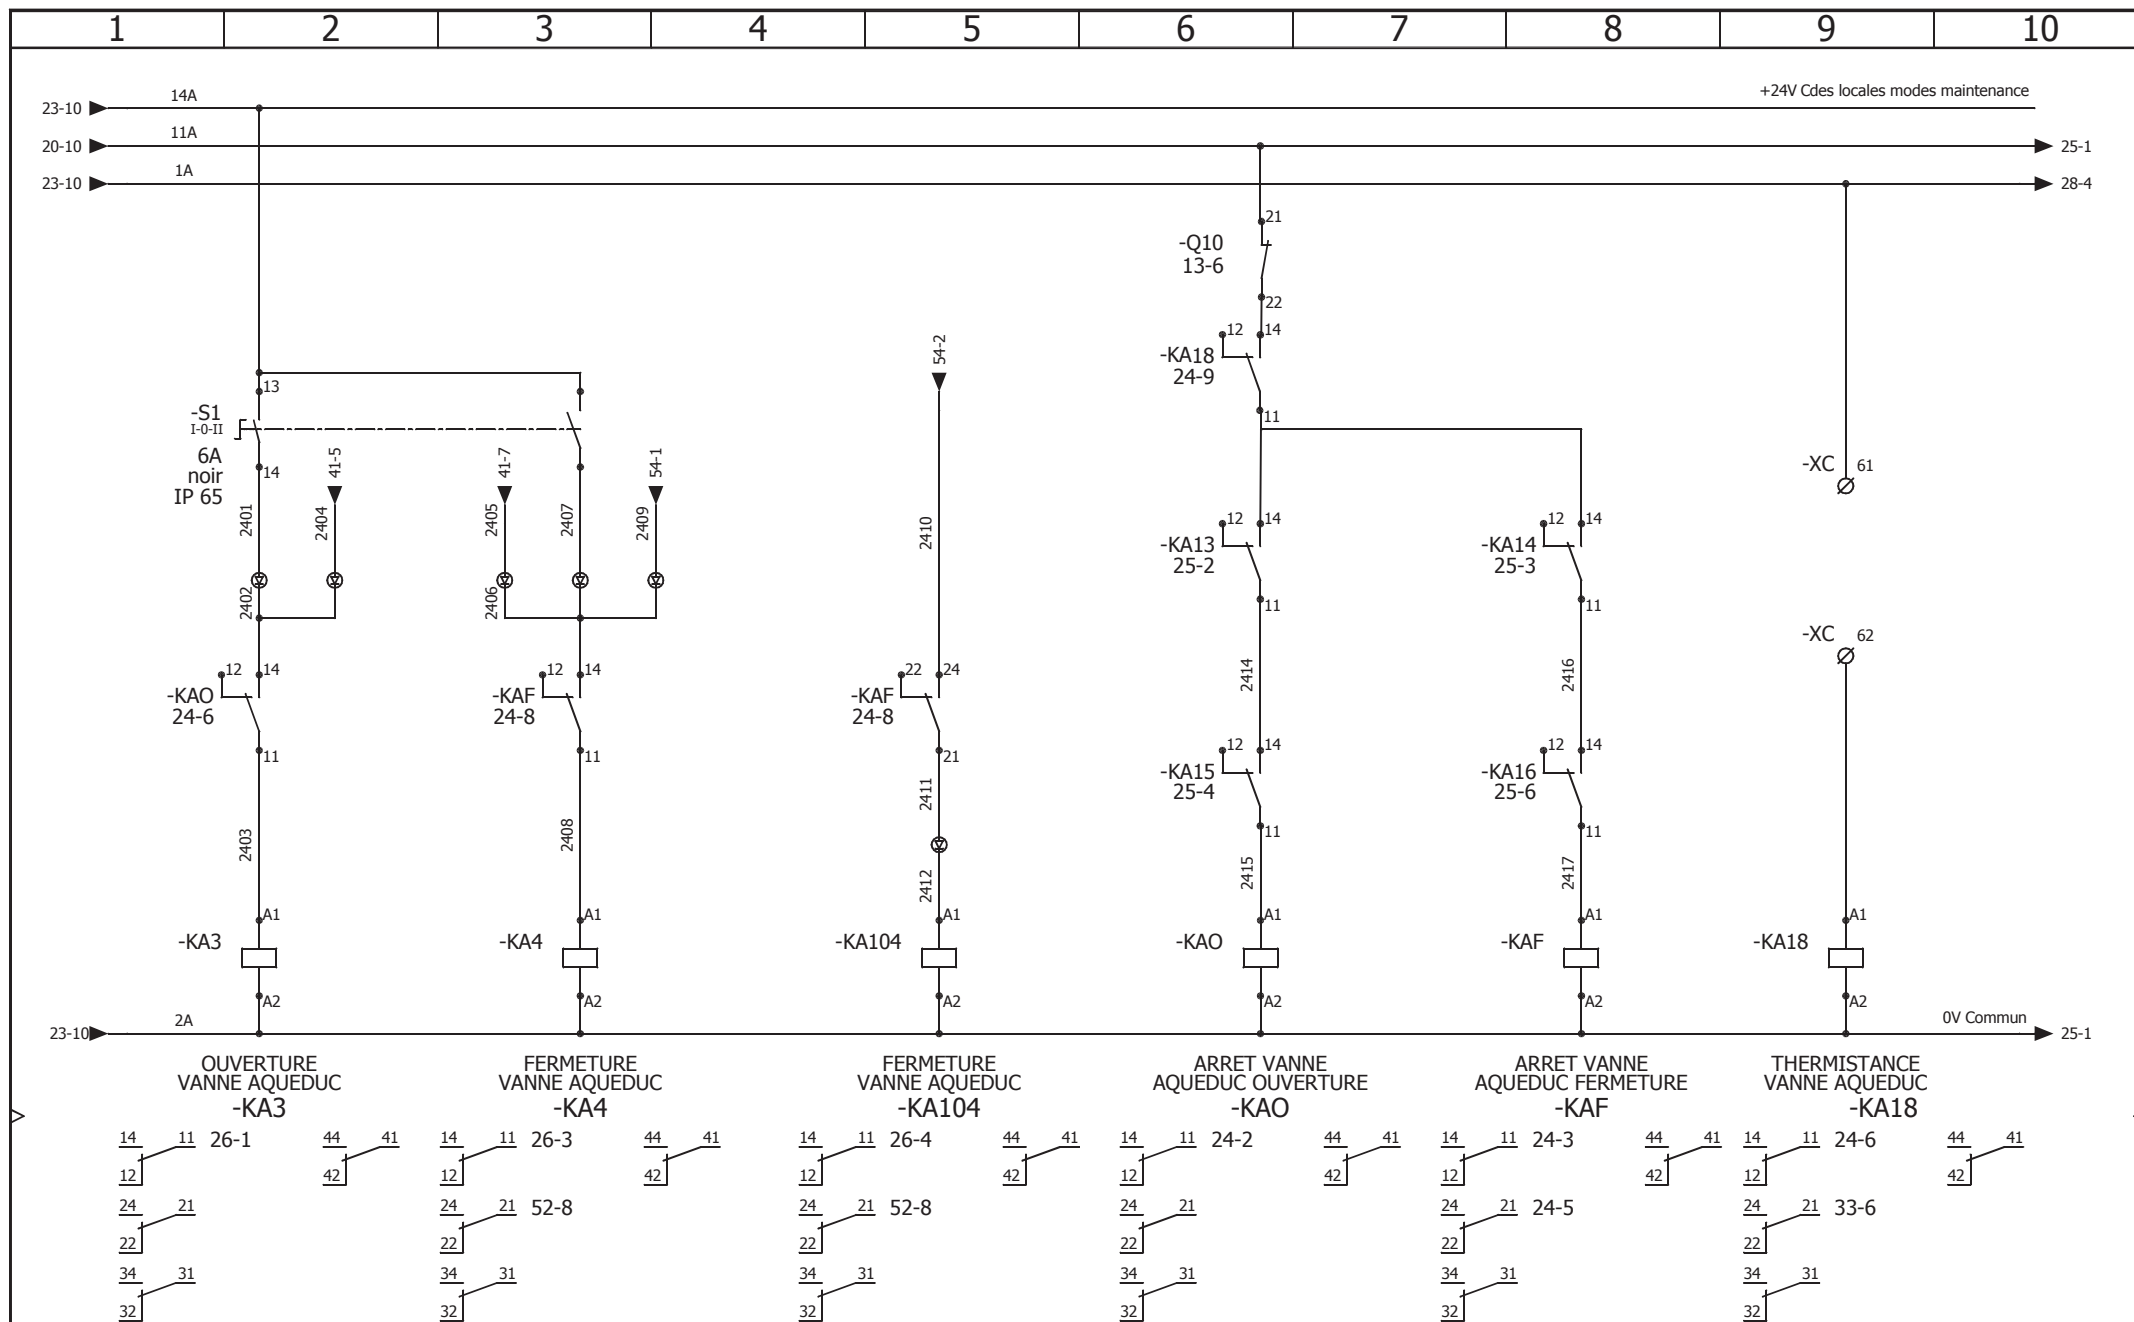 1 2 3 4 5 6 7 8 9 10
14A
+24V Cdes locales modes maintenance
23-10
11A
20-10
25-1
1A
23-10
28-4
21
-Q10
13-6
22
12 14
-KA18
24-9
11
54-2
13
-S1
I-0-II
6A
noir
IP 65
14
41-5
41-7
54-1
-XC 61
2401
2404
2405
2407
2409
2410
12 14
-KA13
25-2
11
12 14
-KA14
25-3
11
2402
2406
-XC 62
12 14
-KAO
24-6
11
12 14
-KAF
24-8
11
22 24
-KAF
24-8
21
2414
2416
12 14
-KA15
25-4
11
12 14
-KA16
25-6
11
2411
2403
2408
2412
2415
2417
A1 A1 A1 A1 A1 A1
-KA3 -KA4 -KA104 -KAO -KAF -KA18
A2 A2 A2 A2 A2 A2
2A
0V Commun
23-10
25-1
OUVERTURE
VANNE AQUEDUC
-KA3
FERMETURE
VANNE AQUEDUC
-KA4
FERMETURE
VANNE AQUEDUC
-KA104
ARRET VANNE
AQUEDUC OUVERTURE
-KAO
ARRET VANNE
AQUEDUC FERMETURE
-KAF
THERMISTANCE
VANNE AQUEDUC
-KA18
14 11 26-1 44 41 14 11 26-3 44 41 14 11 26-4 44 41 14 11 24-2 44 41 14 11 24-3 44 41 14 11 24-6 44 41
12 42 12 42 12 42 12 42 12 42 12 42
24 21 24 21 52-8 24 21 52-8 24 21 24 21 24-5 24 21 33-6
22 22 22 22 22 22
34 31 34 31 34 31 34 31 34 31 34 31
32 32 32 32 32 32